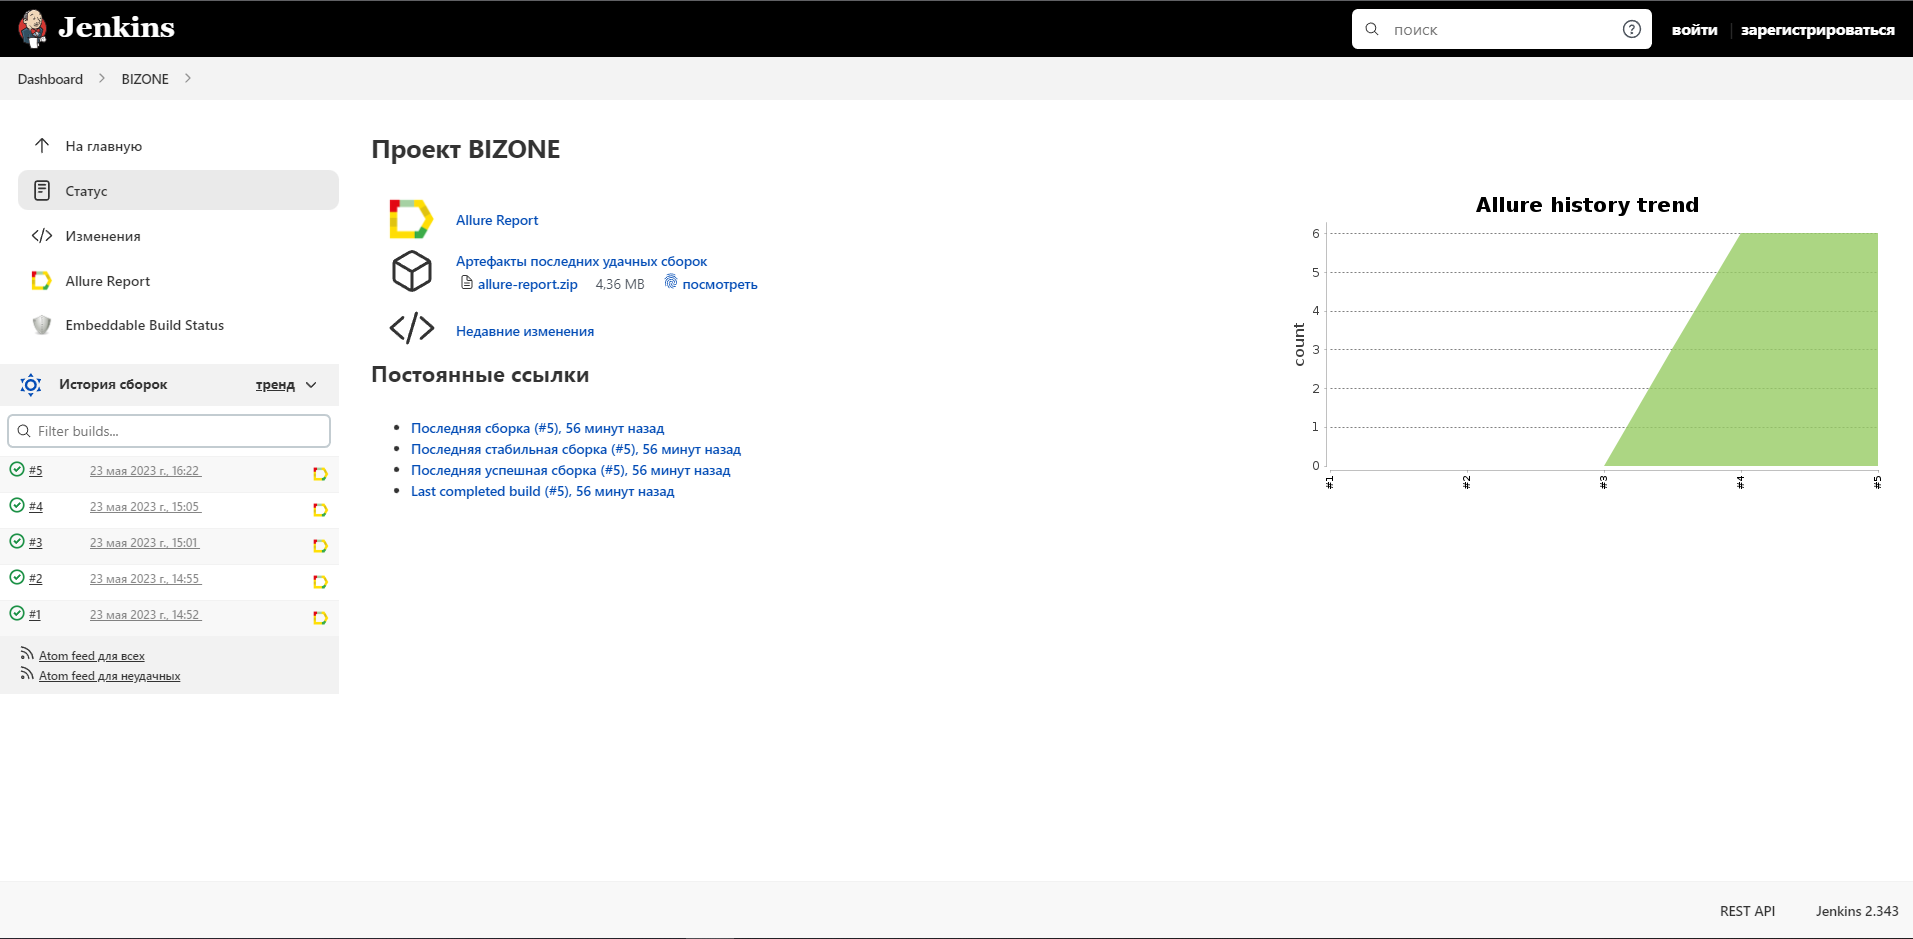 Jenkins
поиск
войти
зарегистрироваться
Dashboard
BIZONE
На главную
Статус
Изменения
Allure Report
Embeddable Build Status
История сборок
тренд
Filter builds...
#5 23 мая 2023 г., 16:22
#4 23 мая 2023 г., 15:05
#3 23 мая 2023 г., 15:01
#2 23 мая 2023 г., 14:55
#1 23 мая 2023 г., 14:52
Atom feed для всех
Atom feed для неудачных
Проект BIZONE
Allure Report
Артефакты последних удачных сборок
allure-report.zip 4,36 MB посмотреть
Недавние изменения
Постоянные ссылки
Последняя сборка (#5), 56 минут назад
Последняя стабильная сборка (#5), 56 минут назад
Последняя успешная сборка (#5), 56 минут назад
Last completed build (#5), 56 минут назад
Allure history trend
count
6
5
4
3
2
1
0
#1
#2
#3
#4
#5
REST API
Jenkins 2.343